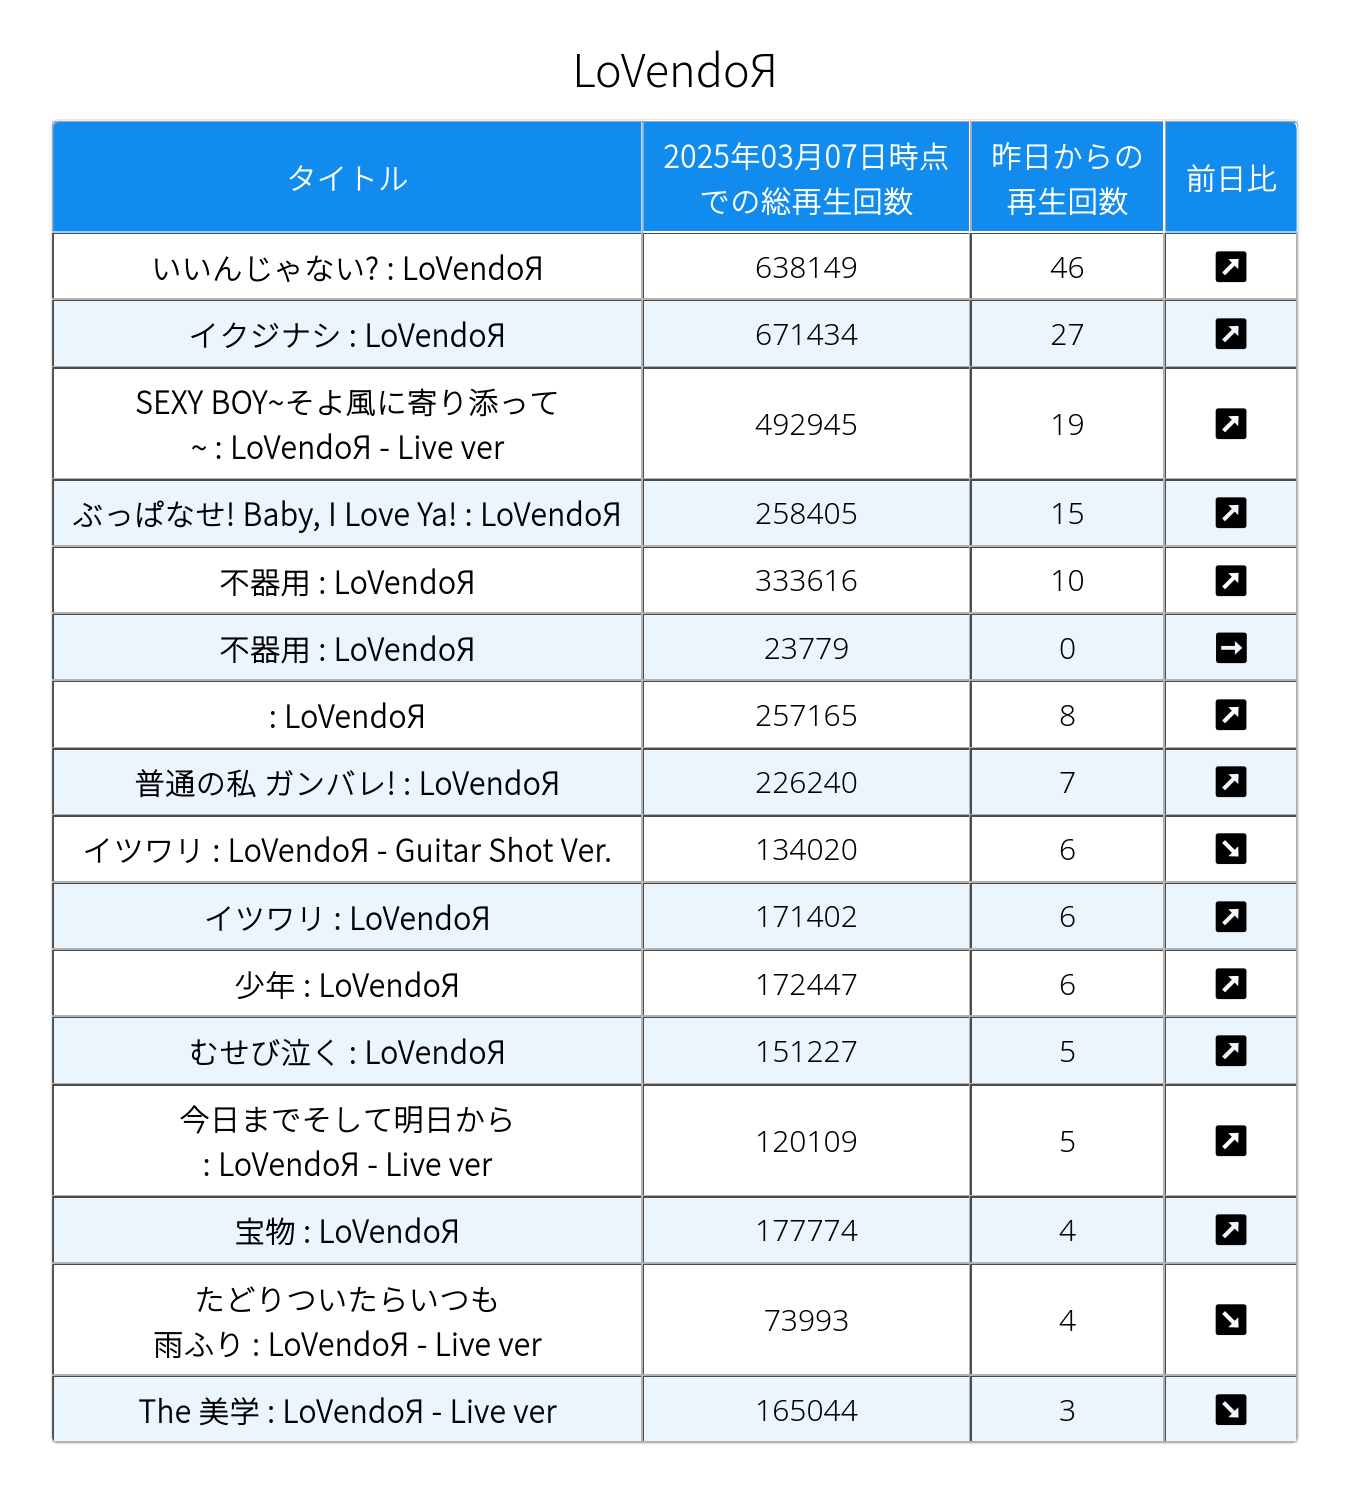 LoVendoЯ
タイトル
2025年03月07日時点
での総再生回数
昨日からの
再生回数
前日比
いいんじゃない? : LoVendoЯ 638149 46
イクジナシ : LoVendoЯ 671434 27
SEXY BOY~そよ風に寄り添って
~ : LoVendoЯ - Live ver 492945 19
ぶっぱなせ! Baby, I Love Ya! : LoVendoЯ 258405 15
不器用 : LoVendoЯ 333616 10
不器用 : LoVendoЯ 23779 0
: LoVendoЯ 257165 8
普通の私 ガンバレ! : LoVendoЯ 226240 7
イツワリ : LoVendoЯ - Guitar Shot Ver. 134020 6
イツワリ : LoVendoЯ 171402 6
少年 : LoVendoЯ 172447 6
むせび泣く : LoVendoЯ 151227 5
今日までそして明日から
: LoVendoЯ - Live ver 120109 5
宝物 : LoVendoЯ 177774 4
たどりついたらいつも
雨ふり : LoVendoЯ - Live ver 73993 4
The 美学 : LoVendoЯ - Live ver 165044 3